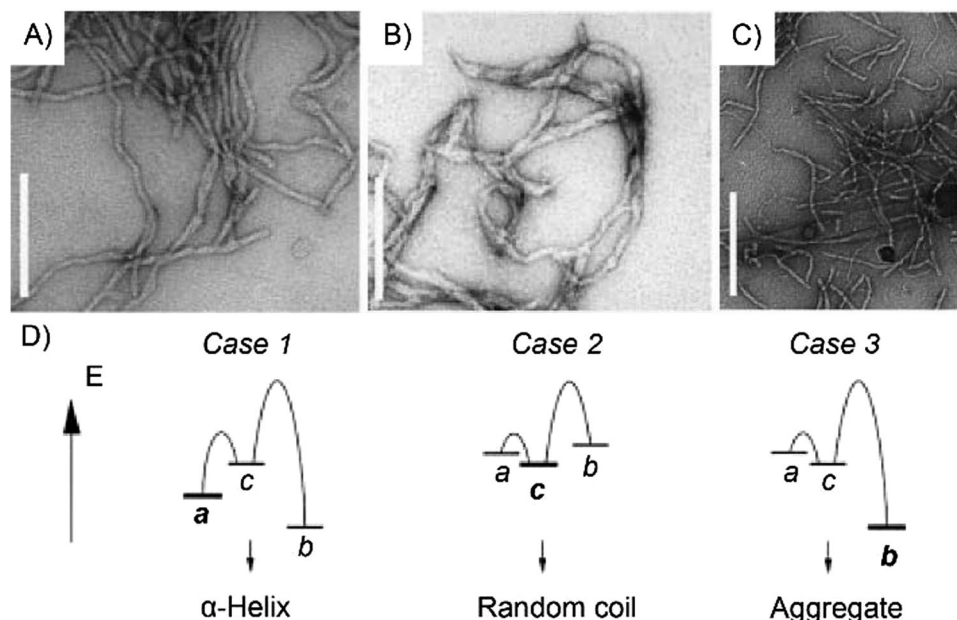 A) B) C)
D) Case 1 Case 2 Case 3
E
a c b
a c b
a c b
α-Helix Random coil Aggregate